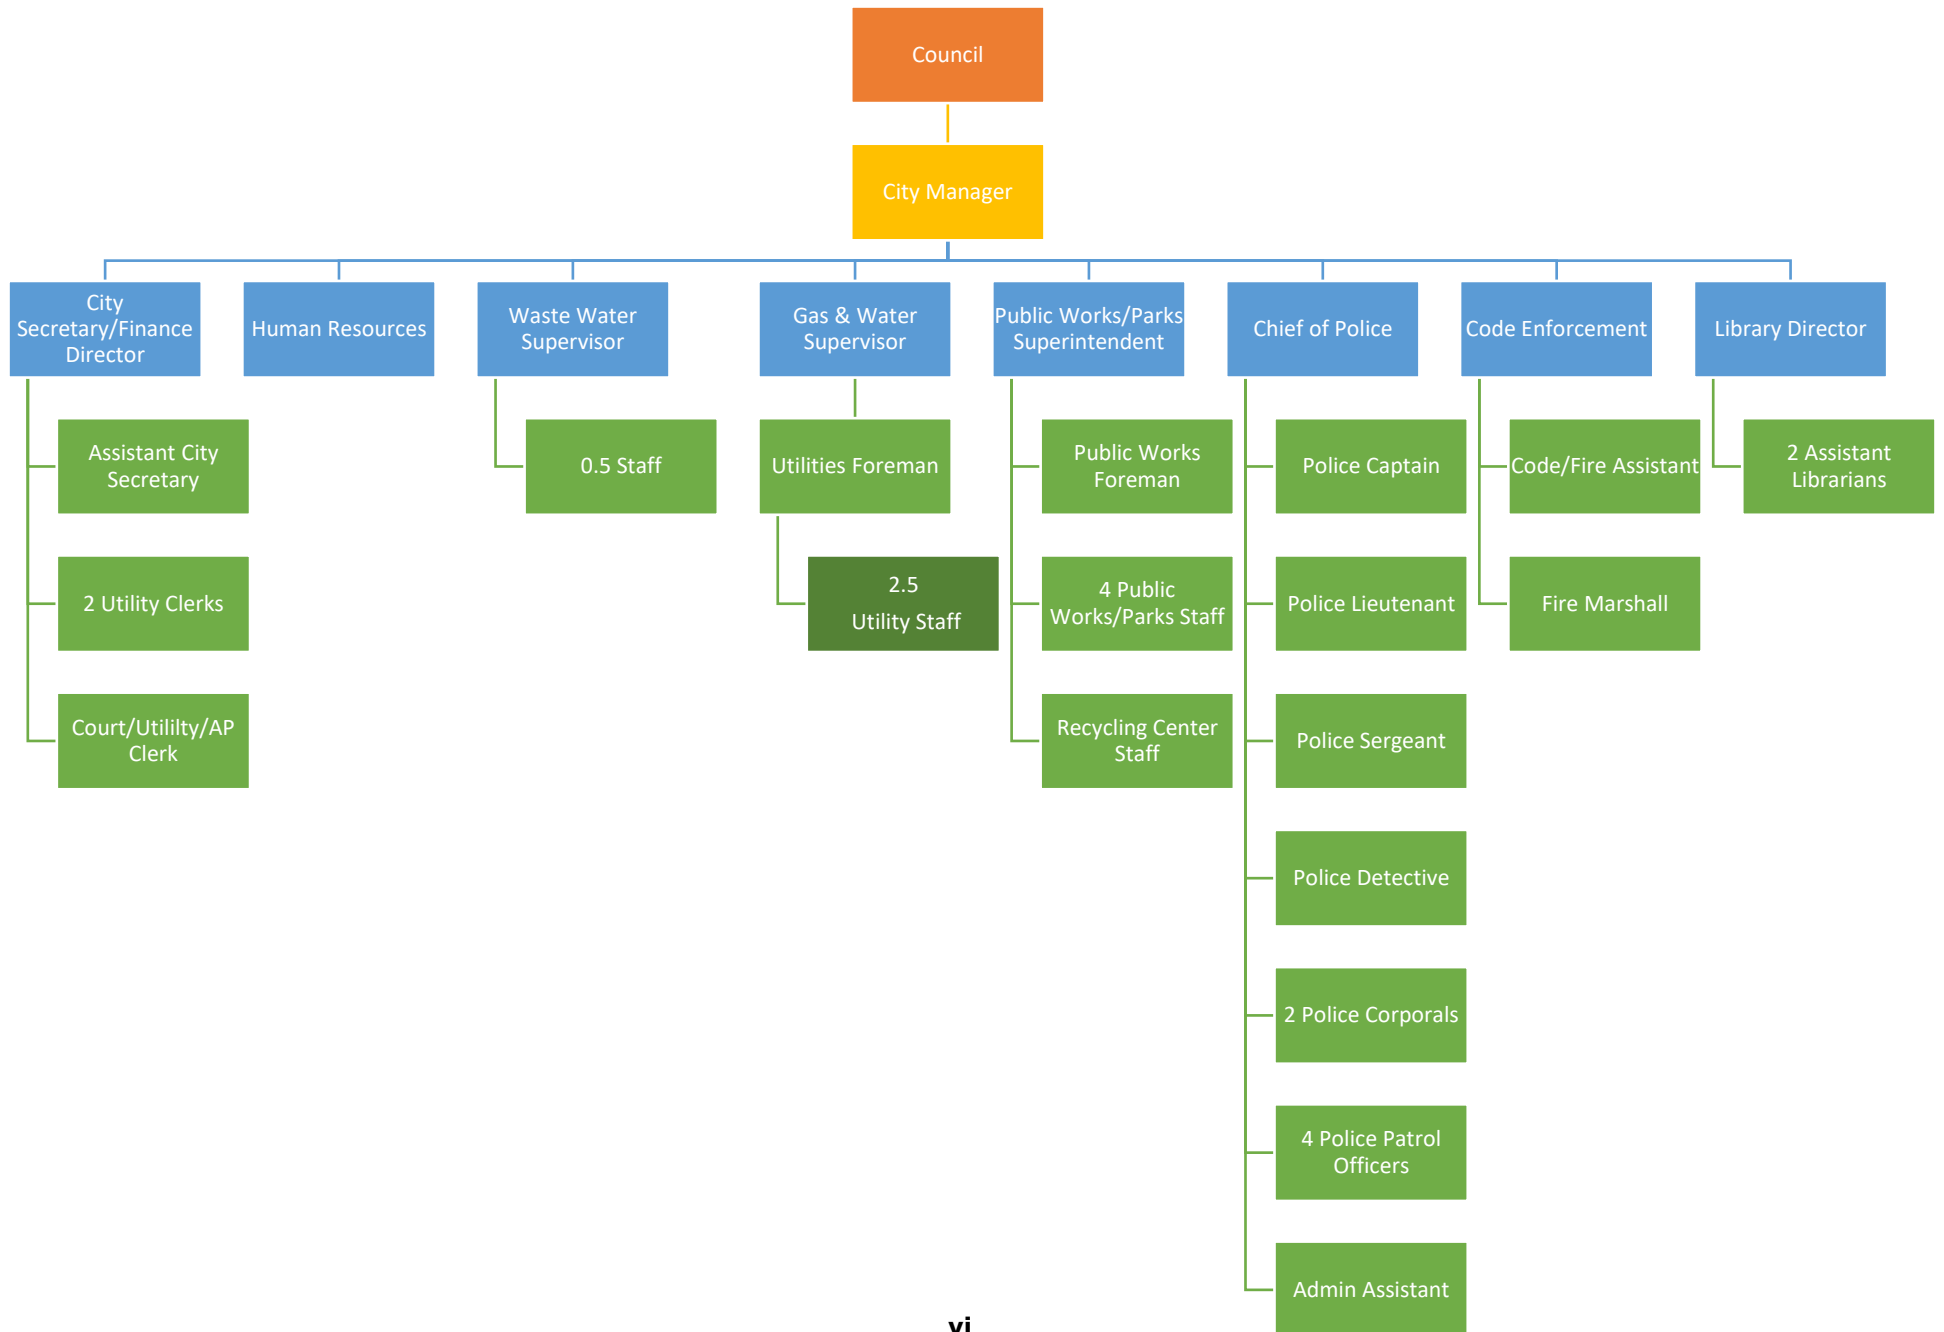 Council
City Manager
City
Secretary/Finance
Director
Human Resources
Waste Water
Supervisor
Gas & Water
Supervisor
Public Works/Parks
Superintendent
Chief of Police
Code Enforcement
Library Director
Assistant City
Secretary
2 Utility Clerks
Court/Utililty/AP
Clerk
0.5 Staff
Utilities Foreman
2.5
Utility Staff
Public Works
Foreman
4 Public
Works/Parks Staff
Recycling Center
Staff
Police Captain
Police Lieutenant
Police Sergeant
Police Detective
2 Police Corporals
4 Police Patrol
Officers
Admin Assistant
Code/Fire Assistant
Fire Marshall
2 Assistant
Librarians
vi